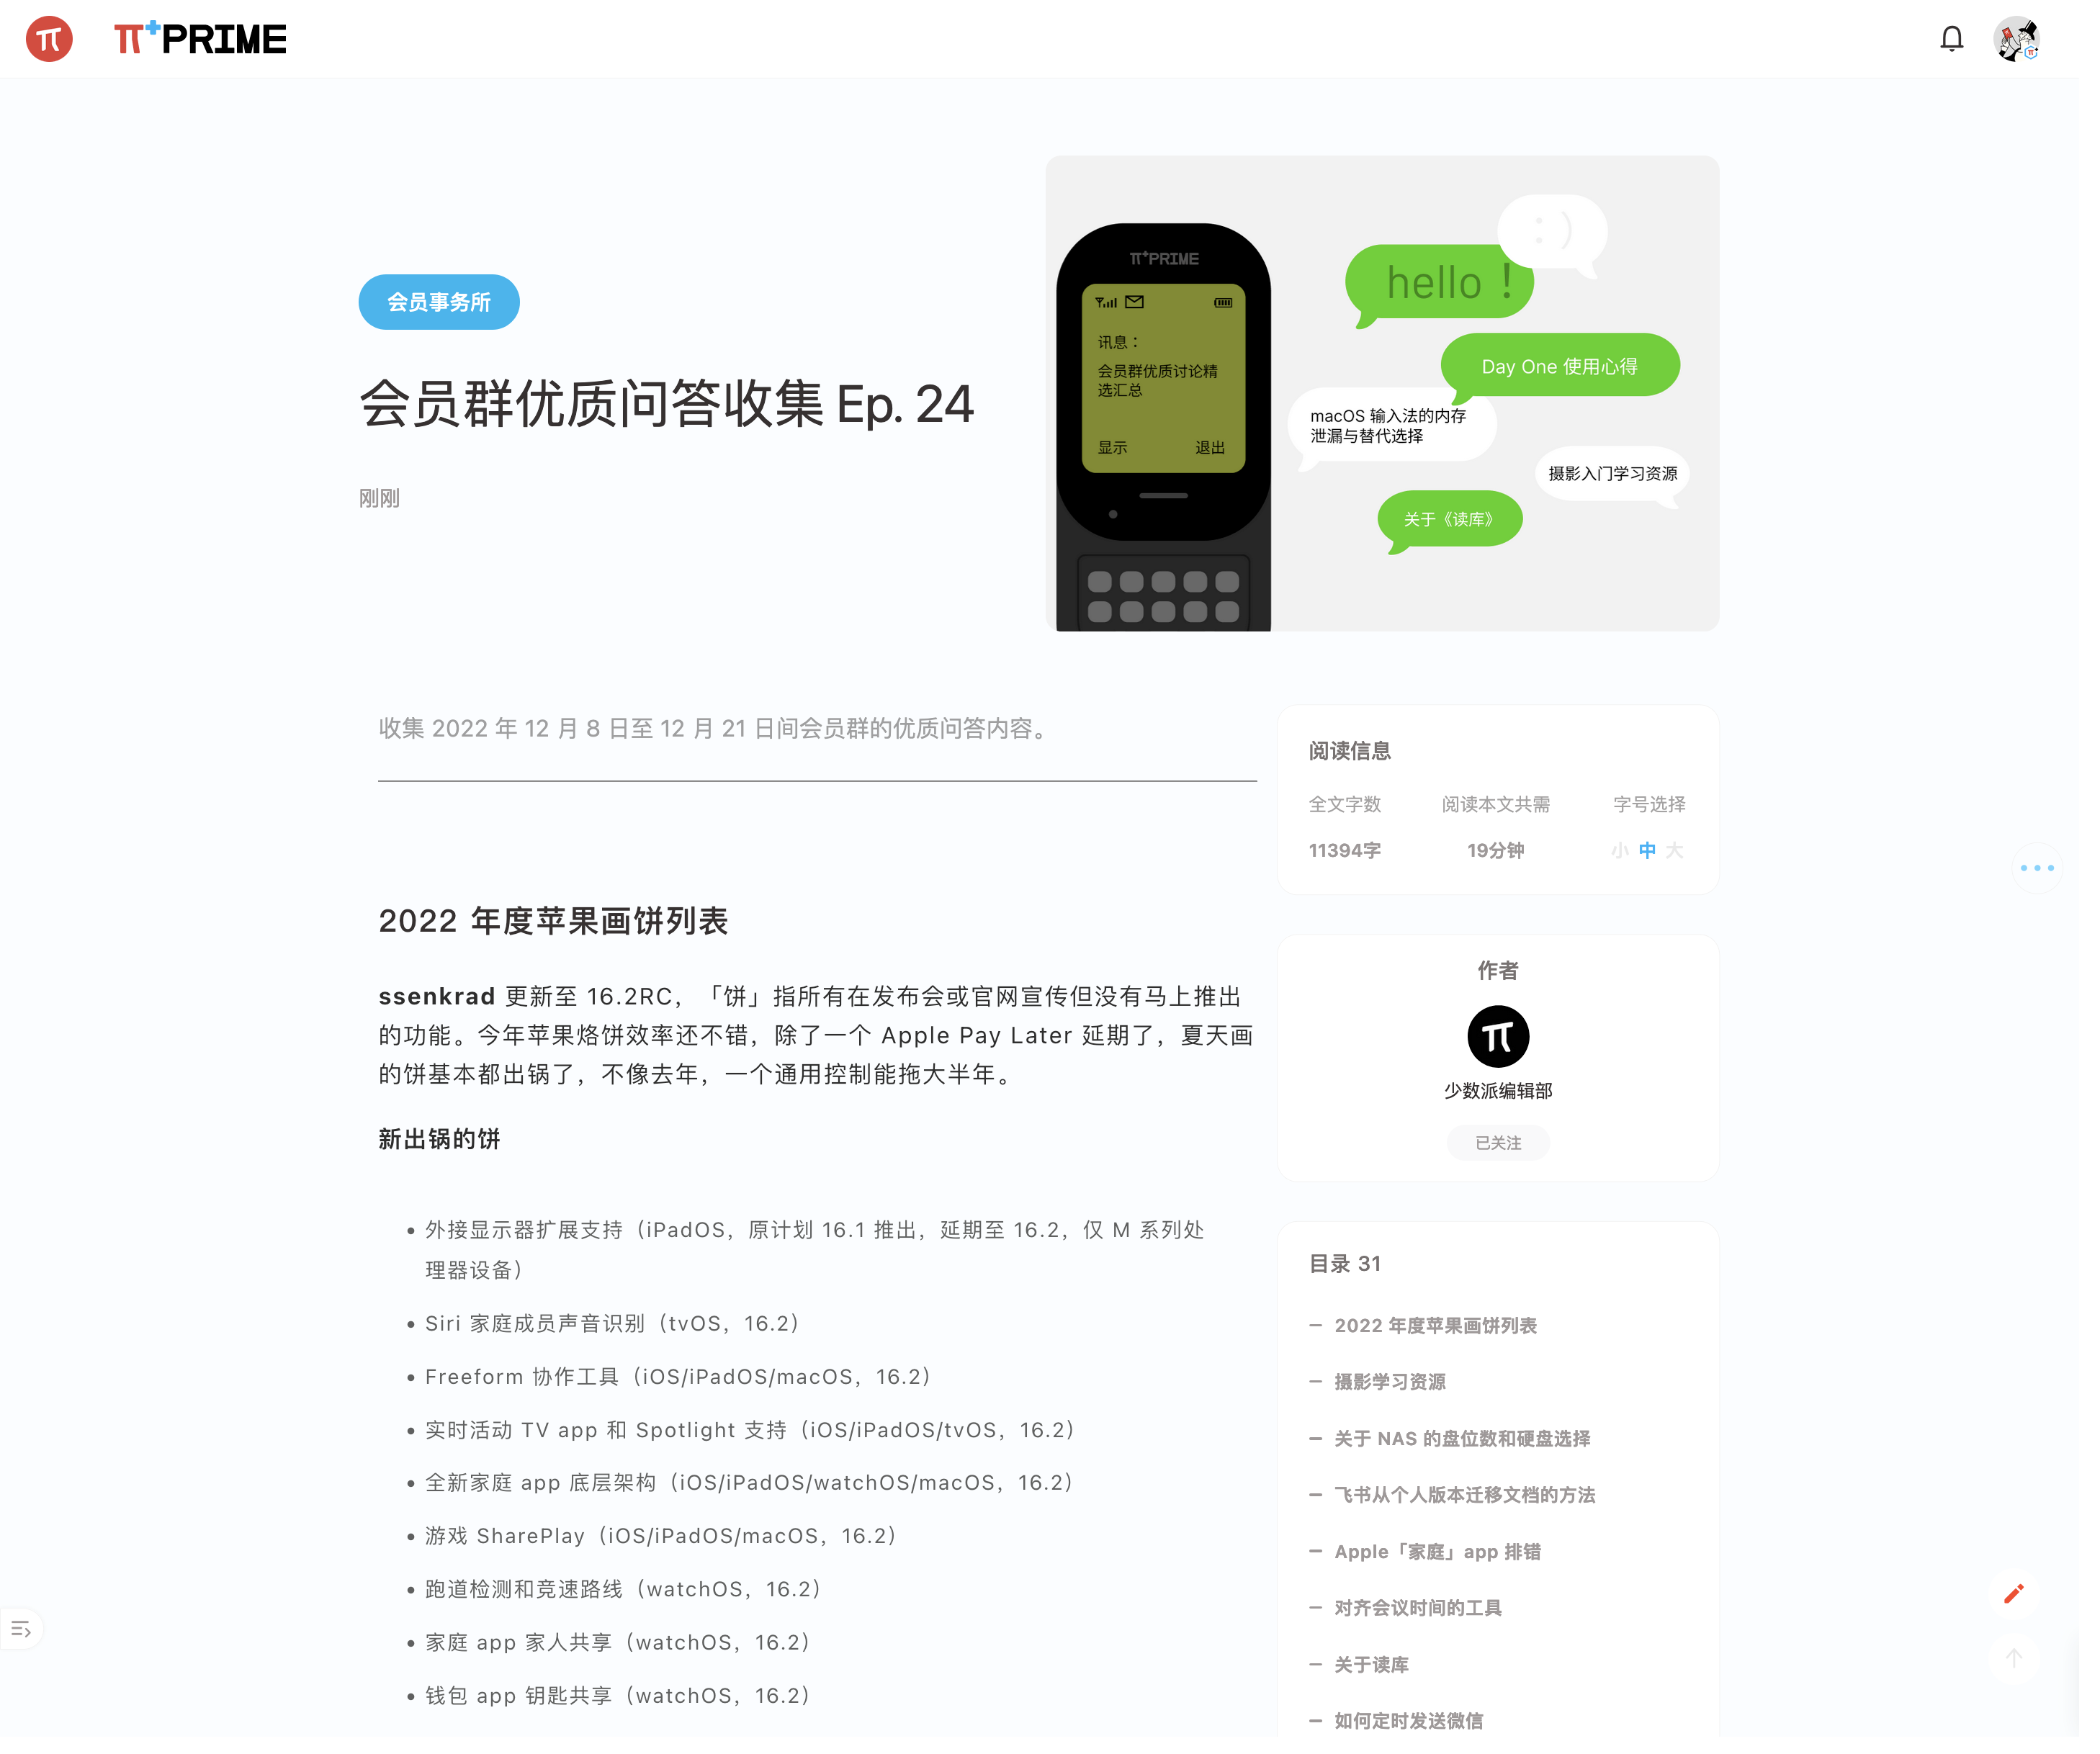 π+PRIME
会员事务所
会员群优质问答收集 Ep. 24
刚刚
π+PRIME
讯息：
会员群优质讨论精
选汇总
显示 退出
:)
hello！
Day One 使用心得
macOS 输入法的内存
泄漏与替代选择
摄影入门学习资源
关于《读库》
收集 2022 年 12 月 8 日至 12 月 21 日间会员群的优质问答内容。
2022 年度苹果画饼列表
ssenkrad 更新至 16.2RC，「饼」指所有在发布会或官网宣传但没有马上推出
的功能。今年苹果烙饼效率还不错，除了一个 Apple Pay Later 延期了，夏天画
的饼基本都出锅了，不像去年，一个通用控制能拖大半年。
新出锅的饼
• 外接显示器扩展支持（iPadOS，原计划 16.1 推出，延期至 16.2，仅 M 系列处
理器设备）
• Siri 家庭成员声音识别（tvOS，16.2）
• Freeform 协作工具（iOS/iPadOS/macOS，16.2）
• 实时活动 TV app 和 Spotlight 支持（iOS/iPadOS/tvOS，16.2）
• 全新家庭 app 底层架构（iOS/iPadOS/watchOS/macOS，16.2）
• 游戏 SharePlay（iOS/iPadOS/macOS，16.2）
• 跑道检测和竞速路线（watchOS，16.2）
• 家庭 app 家人共享（watchOS，16.2）
• 钱包 app 钥匙共享（watchOS，16.2）
阅读信息
全文字数 阅读本文共需 字号选择
11394字 19分钟 小 中 大
作者
少数派编辑部
已关注
目录 31
– 2022 年度苹果画饼列表
– 摄影学习资源
– 关于 NAS 的盘位数和硬盘选择
– 飞书从个人版本迁移文档的方法
– Apple「家庭」app 排错
– 对齐会议时间的工具
– 关于读库
– 如何定时发送微信